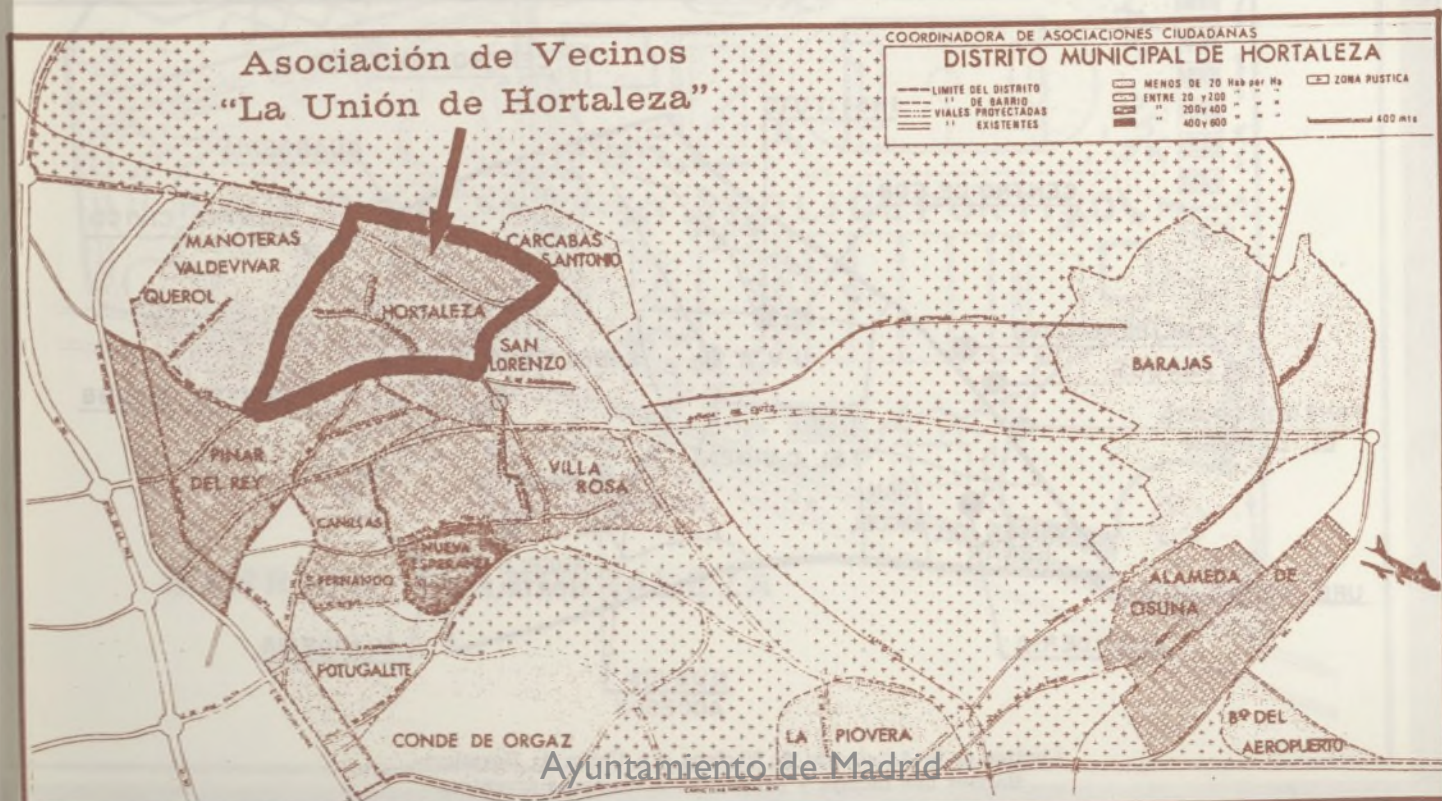 Asociación de Vecinos
“La Unión de Hortaleza”
COORDINADORA DE ASOCIACIONES CIUDADANAS
DISTRITO MUNICIPAL DE HORTALEZA
LIMITE DEL DISTRITO
" DE BARRIO
VIALES PROYECTADAS
" EXISTENTES
MENOS DE 20 Hab por Ha
ENTRE 20 y 200 " " "
" 200 y 400 " " "
" 400 y 600 " " "
ZONA RUSTICA
400 mts
MANOTERAS
VALDEVIVAR
QUEROL
CARCABAS
S.ANTONIO
HORTALEZA
SAN
LORENZO
BARAJAS
PINAR
DEL REY
VILLA
ROSA
CANILLAS
NUEVA
ESPERANZA
S. FERNANDO
ALAMEDA DE
OSUNA
POTUGALETE
CONDE DE ORGAZ
LA PIOVERA
Bº DEL
AEROPUERTO
Ayuntamiento de Madrid
CARRETERA NACIONAL